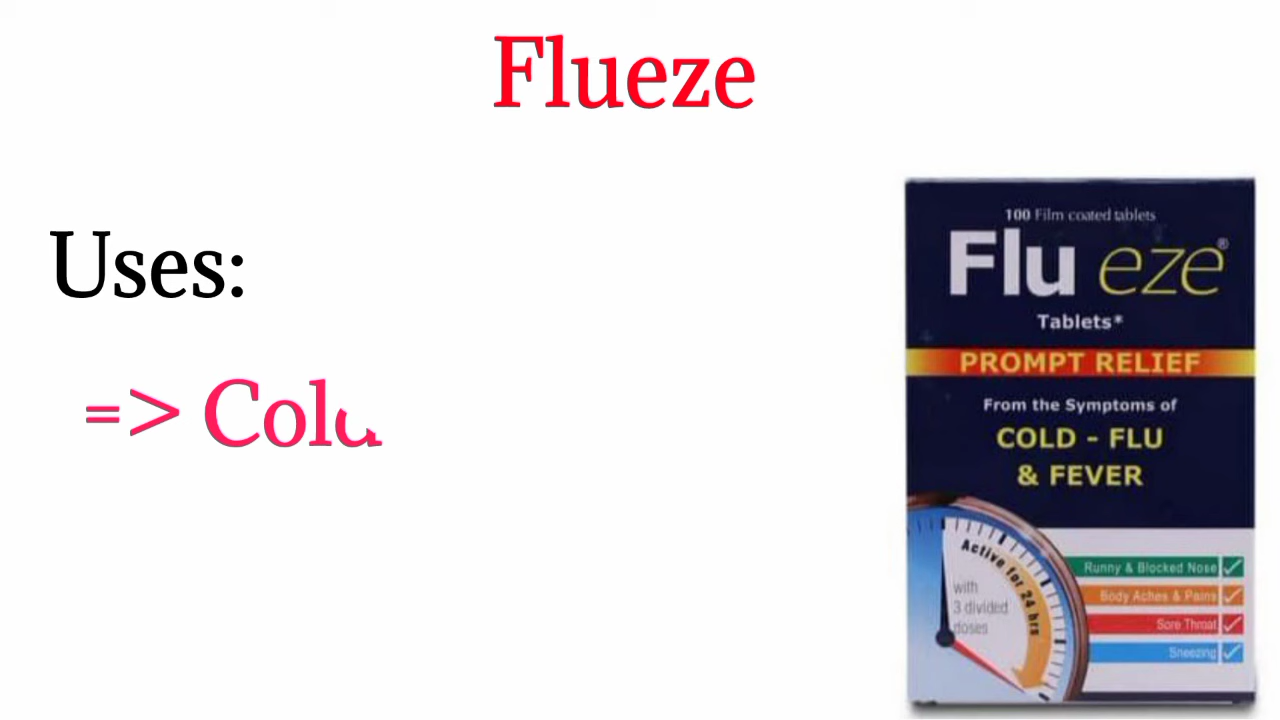 Flueze
Uses:
=> Col
100 Film coated tablets
Flu eze®
Tablets*
PROMPT RELIEF
From the Symptoms of
COLD - FLU
& FEVER
Active for 24 hrs
with
3 divided
doses
Runny & Blocked Nose
Body Aches & Pains
Sore Throat
Sneezing